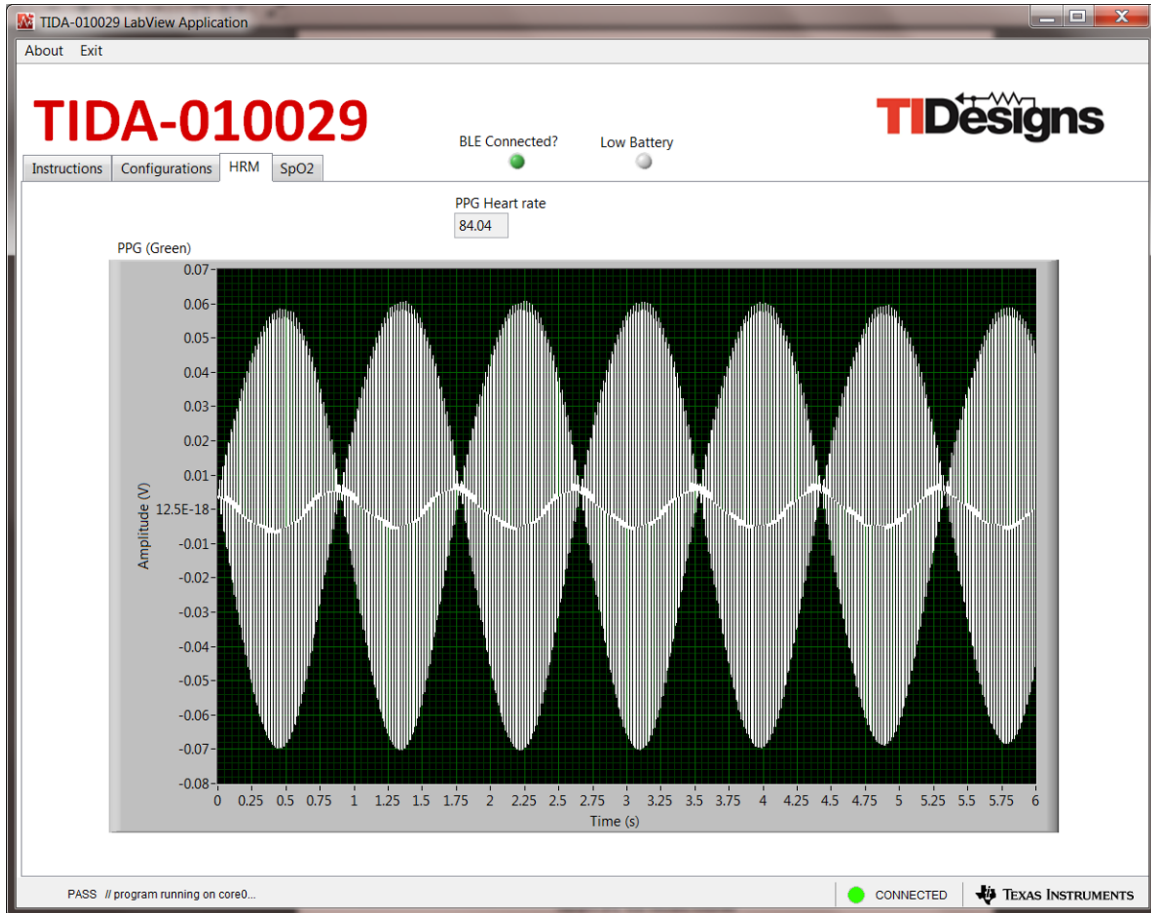 TIDA-010029 LabView Application
About Exit
TIDA-010029
TIDesigns
BLE Connected? Low Battery
Instructions Configurations HRM SpO2
PPG Heart rate
84.04
PPG (Green)
0.07
0.06
0.05
0.04
0.03
0.02
0.01
12.5E-18
-0.01
-0.02
-0.03
-0.04
-0.05
-0.06
-0.07
-0.08
Amplitude (V)
0 0.25 0.5 0.75 1 1.25 1.5 1.75 2 2.25 2.5 2.75 3 3.25 3.5 3.75 4 4.25 4.5 4.75 5 5.25 5.5 5.75 6
Time (s)
PASS // program running on core0...
CONNECTED
TEXAS INSTRUMENTS